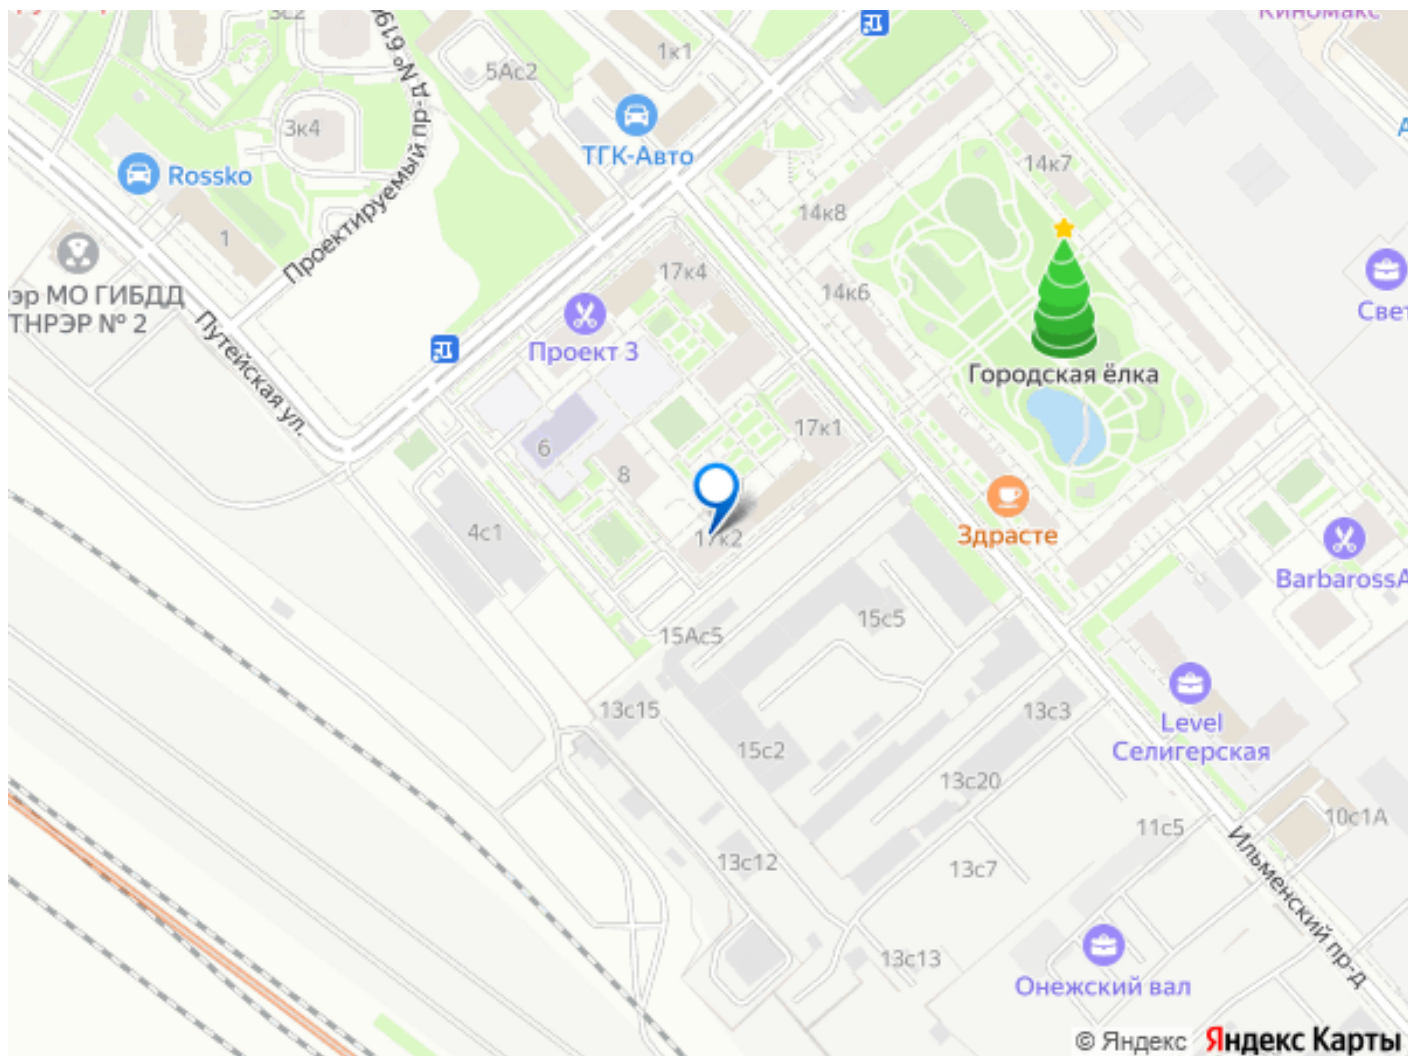 Киномакс
3с2
1к1
5Ас2
3к4
ТГК-Авто
14к7
Rossko
Проектируемый пр-д № 619
14к8
1
17к4
14к6
эр МО ГИБДД
ТНРЭР № 2
Свет
Путейская ул.
Проект 3
Городская ёлка
17к1
6
8
Здрасте
4с1
17к2
BarbarossA
15с5
15Ас5
13с15
13с3
Level
Селигерская
15с2
13с20
10с1А
11с5
13с12
13с7
Ильменский пр-д
13с13
Онежский вал
© Яндекс Яндекс Карты